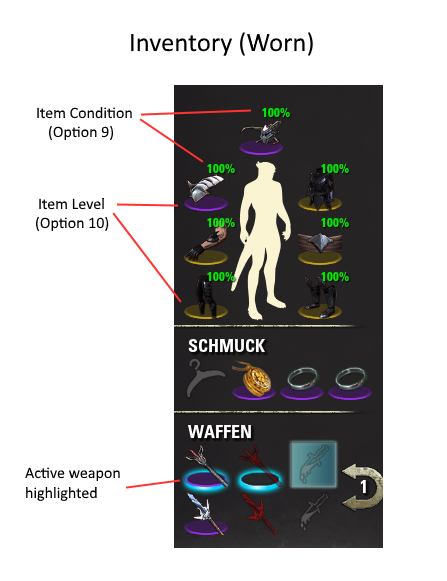 Inventory (Worn)
Item Condition
(Option 9)
100%
100%
100%
Item Level
(Option 10)
100%
100%
100%
100%
SCHMUCK
WAFFEN
Active weapon
highlighted
1